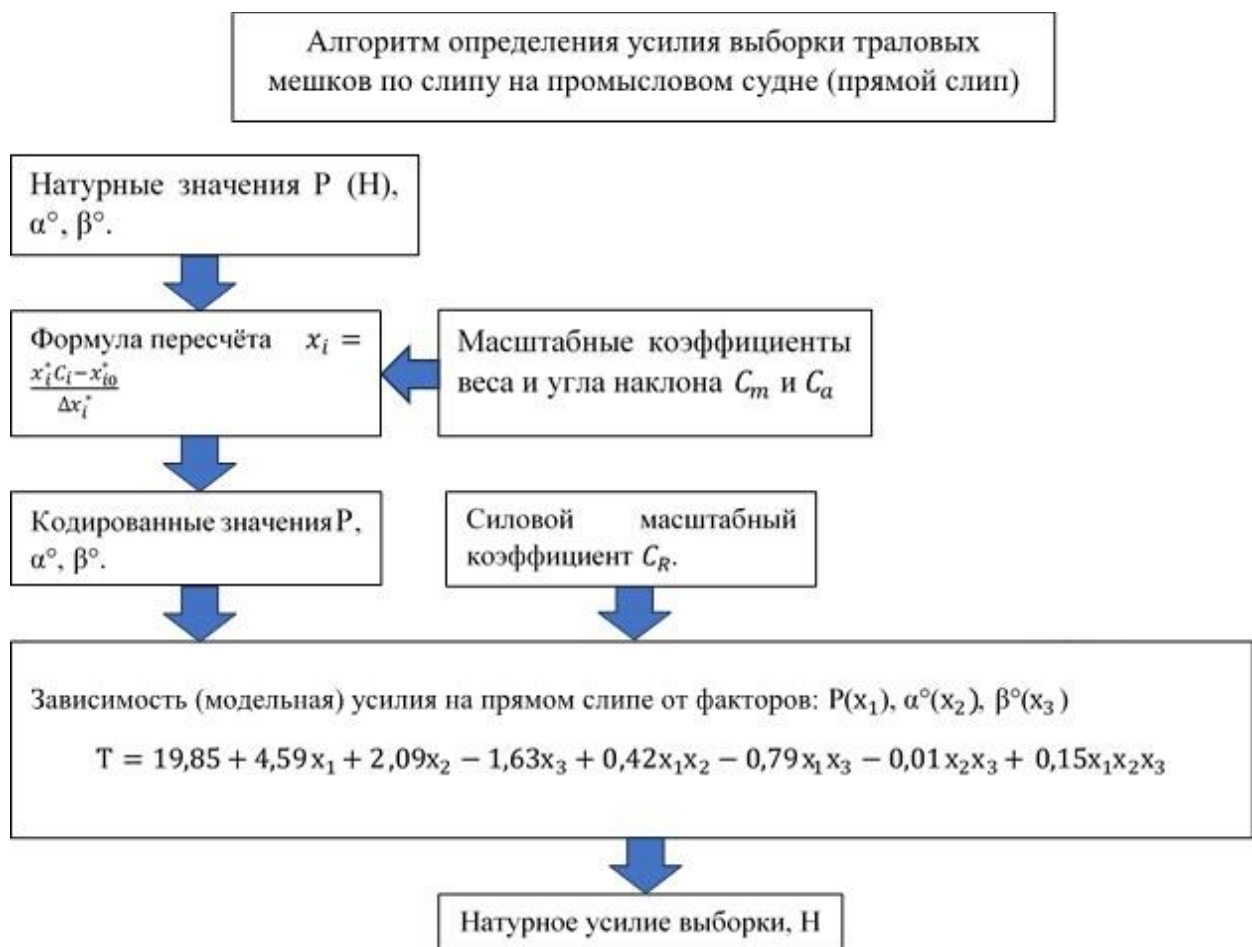 Алгоритм определения усилия выборки траловых
мешков по слипу на промысловом судне (прямой слип)
Натурные значения P (Н),
α°, β°.
Формула пересчёта x_i =
\frac{x_i^* C_i − x_{i0}^*}{Δx_i^*}
Масштабные коэффициенты
веса и угла наклона C_m и C_a
Кодированные значения P,
α°, β°.
Силовой масштабный
коэффициент C_R.
Зависимость (модельная) усилия на прямом слипе от факторов: P(x₁), α°(x₂), β°(x₃)
T = 19,85 + 4,59x₁ + 2,09x₂ − 1,63x₃ + 0,42x₁x₂ − 0,79x₁x₃ − 0,01x₂x₃ + 0,15x₁x₂x₃
Натурное усилие выборки, Н